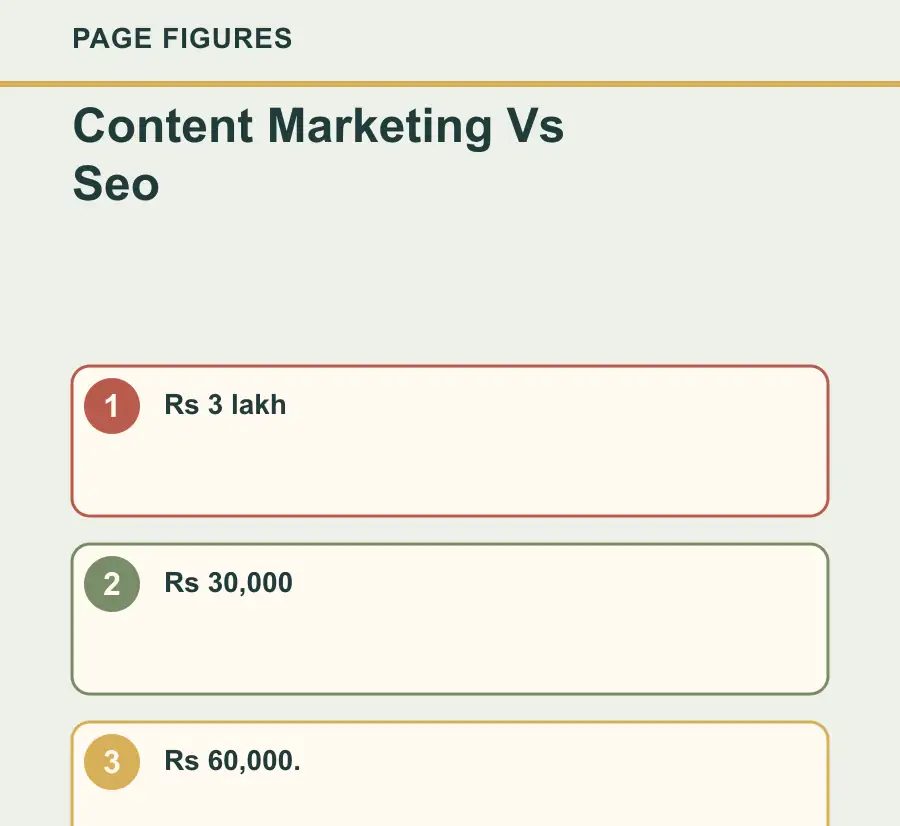 PAGE FIGURES
Content Marketing Vs
Seo
1
Rs 3 lakh
2
Rs 30,000
3
Rs 60,000.